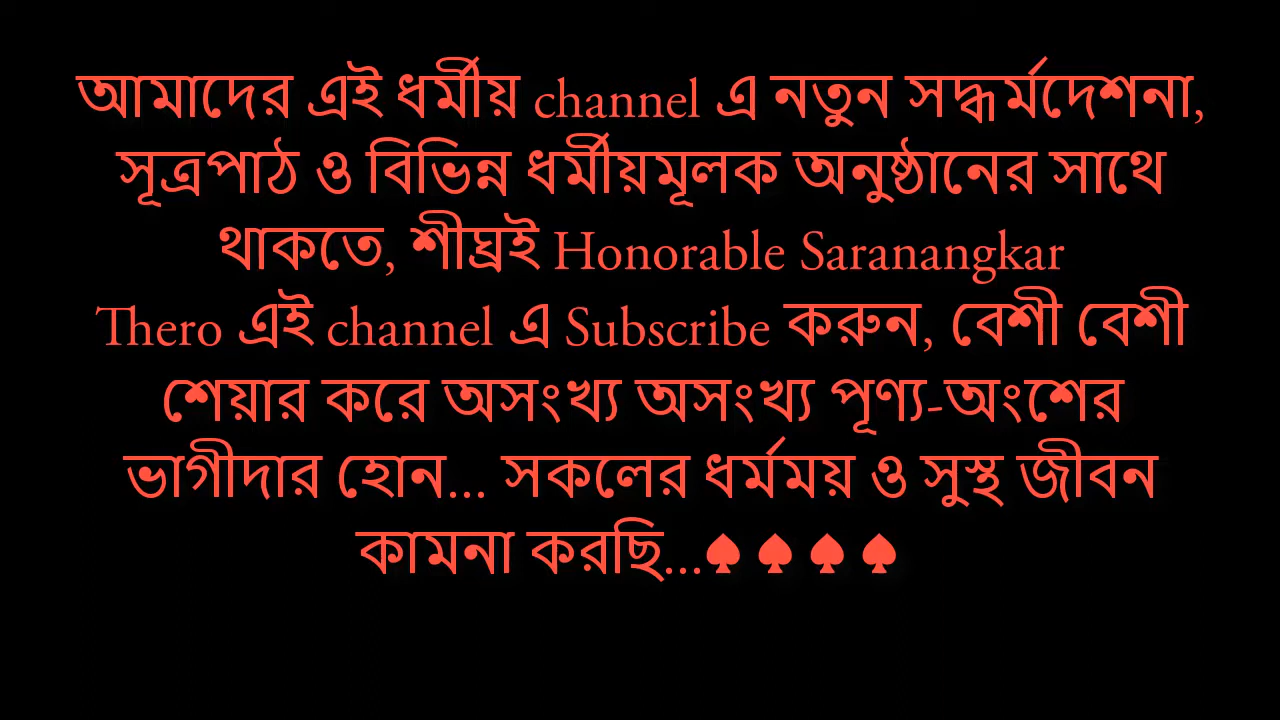 আমাদের এই ধর্মীয় channel এ নতুন সদ্ধর্মদেশনা,
সূত্রপাঠ ও বিভিন্ন ধর্মীয়মূলক অনুষ্ঠানের সাথে
থাকতে, শীঘ্রই Honorable Saranangkar
Thero এই channel এ Subscribe করুন, বেশী বেশী
শেয়ার করে অসংখ্য অসংখ্য পূণ্য-অংশের
ভাগীদার হোন... সকলের ধর্মময় ও সুস্থ জীবন
কামনা করছি...♠ ♠ ♠ ♠